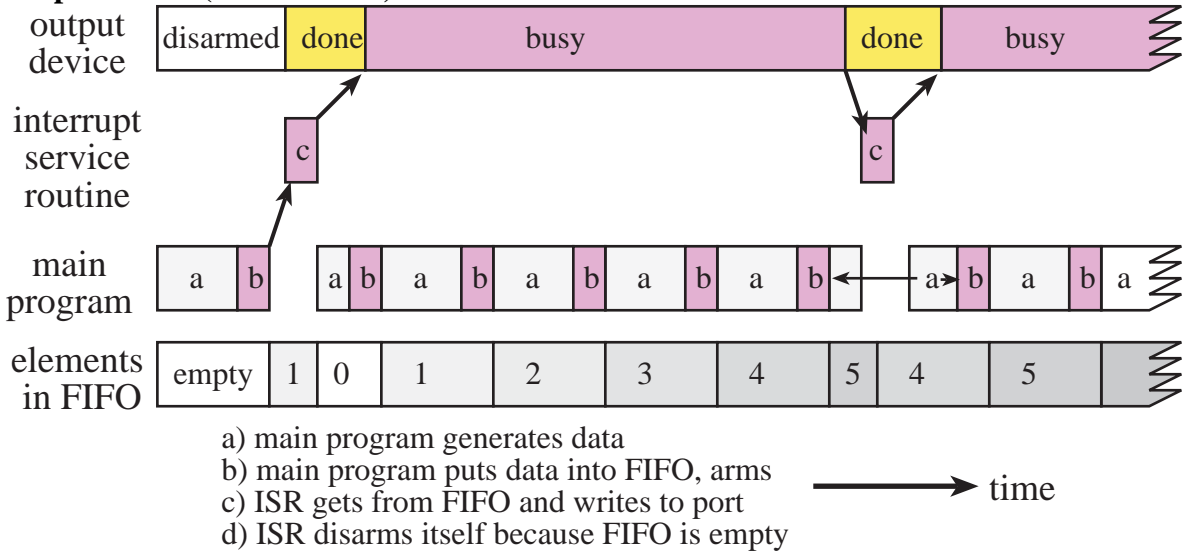 output device
disarmed done busy done busy
interrupt service routine
c c
main program
a b a b a b a b a b a b a b a b a
elements in FIFO
empty 1 0 1 2 3 4 5 4 5
a) main program generates data
b) main program puts data into FIFO, arms
c) ISR gets from FIFO and writes to port
d) ISR disarms itself because FIFO is empty
time